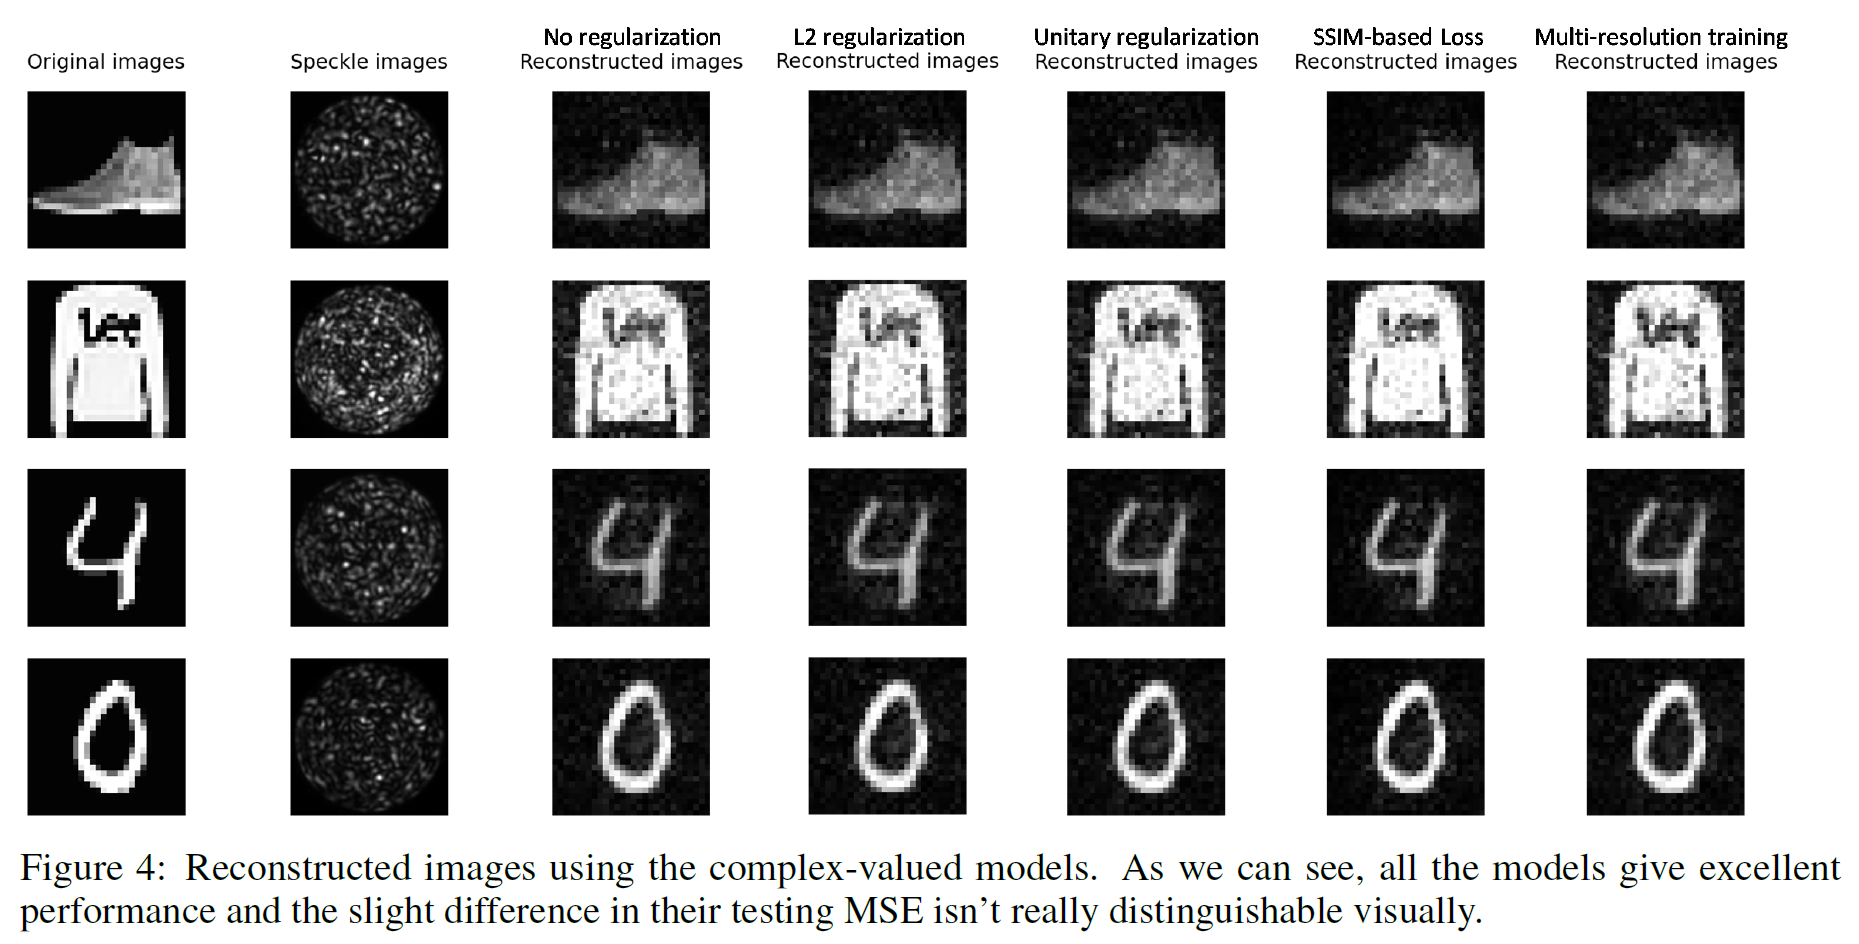 Original images
Speckle images
No regularization
Reconstructed images
L2 regularization
Reconstructed images
Unitary regularization
Reconstructed images
SSIM-based Loss
Reconstructed images
Multi-resolution training
Reconstructed images
Lee
Figure 4: Reconstructed images using the complex-valued models. As we can see, all the models give excellent
performance and the slight difference in their testing MSE isn't really distinguishable visually.